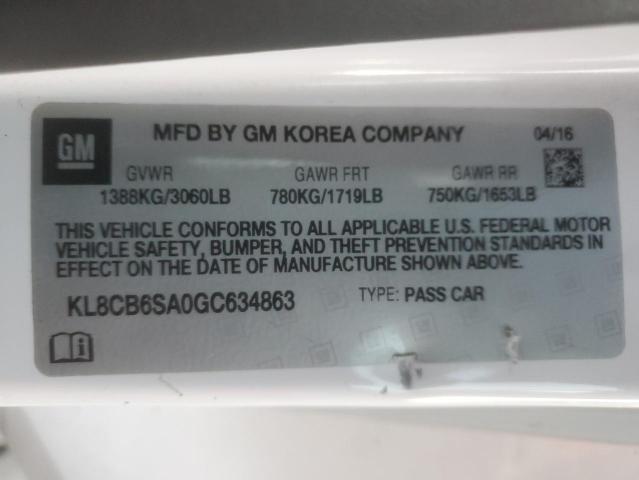 GM
MFD BY GM KOREA COMPANY 04/16
GVWR GAWR FRT GAWR RR
1388KG/3060LB 780KG/1719LB 750KG/1653LB
THIS VEHICLE CONFORMS TO ALL APPLICABLE U.S. FEDERAL MOTOR
VEHICLE SAFETY, BUMPER, AND THEFT PREVENTION STANDARDS IN
EFFECT ON THE DATE OF MANUFACTURE SHOWN ABOVE.
KL8CB6SA0GC634863 TYPE: PASS CAR